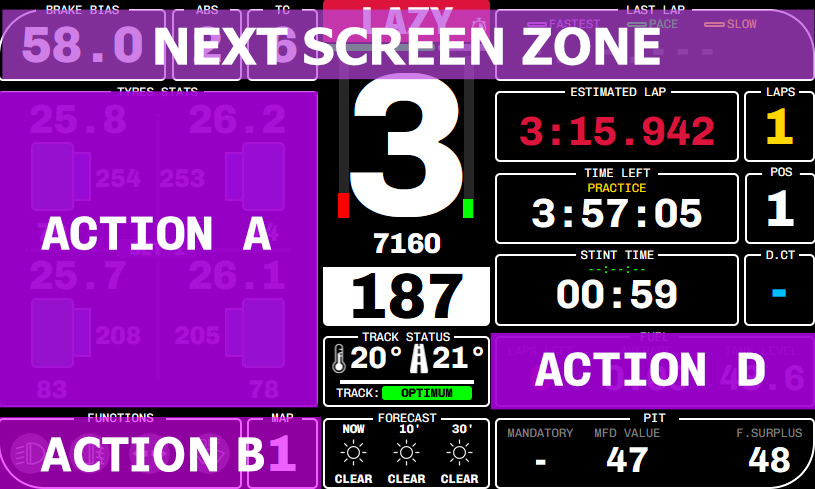 BRAKE BIAS ABS TC LAZY LAST LAP
FASTEST PACE SLOW
58.0 6
NEXT SCREEN ZONE
TYRES STATS
25.8 26.2
254 253
ACTION A
25.7 26.1
208 205
83 78
3
7160
187
ESTIMATED LAP LAPS
3:15.942 1
TIME LEFT POS
PRACTICE
3:57:05 1
STINT TIME D.CT
--:--:--
00:59 -
TRACK STATUS
20° 21°
TRACK: OPTIMUM
FUEL
ACTION D
FUNCTIONS MAP
ACTION B 1
FORECAST
NOW 10' 30'
CLEAR CLEAR CLEAR
PIT
MANDATORY MFD VALUE F.SURPLUS
- 47 48